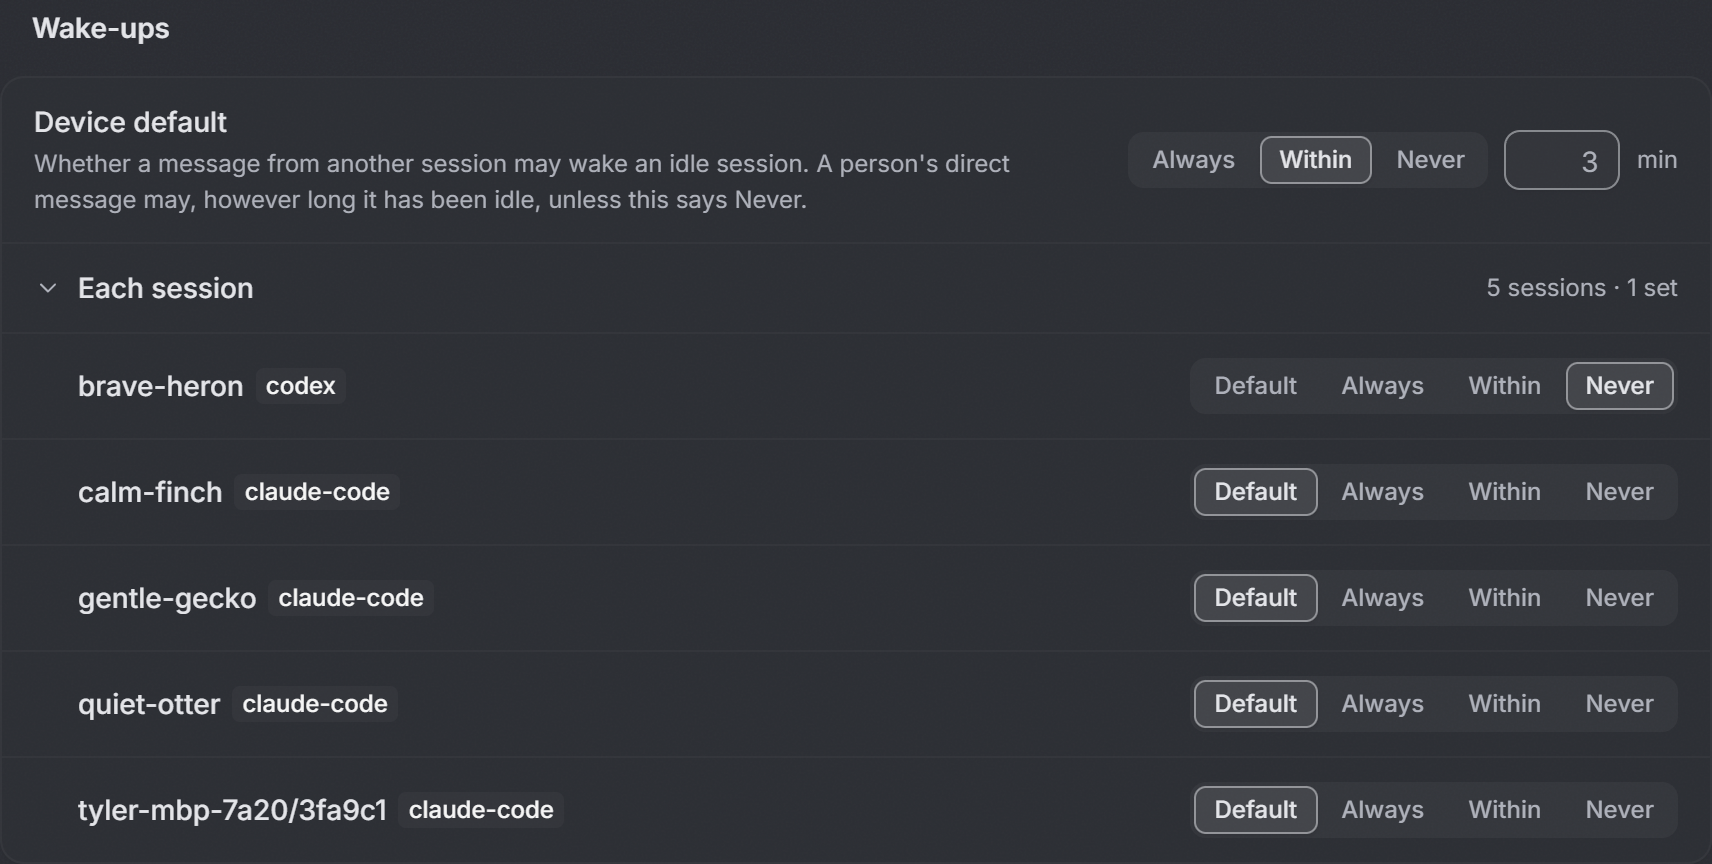 Wake-ups
Device default
Whether a message from another session may wake an idle session. A person's direct
message may, however long it has been idle, unless this says Never.
Always Within Never 3 min
Each session
5 sessions · 1 set
brave-heron codex
Default Always Within Never
calm-finch claude-code
Default Always Within Never
gentle-gecko claude-code
Default Always Within Never
quiet-otter claude-code
Default Always Within Never
tyler-mbp-7a20/3fa9c1 claude-code
Default Always Within Never